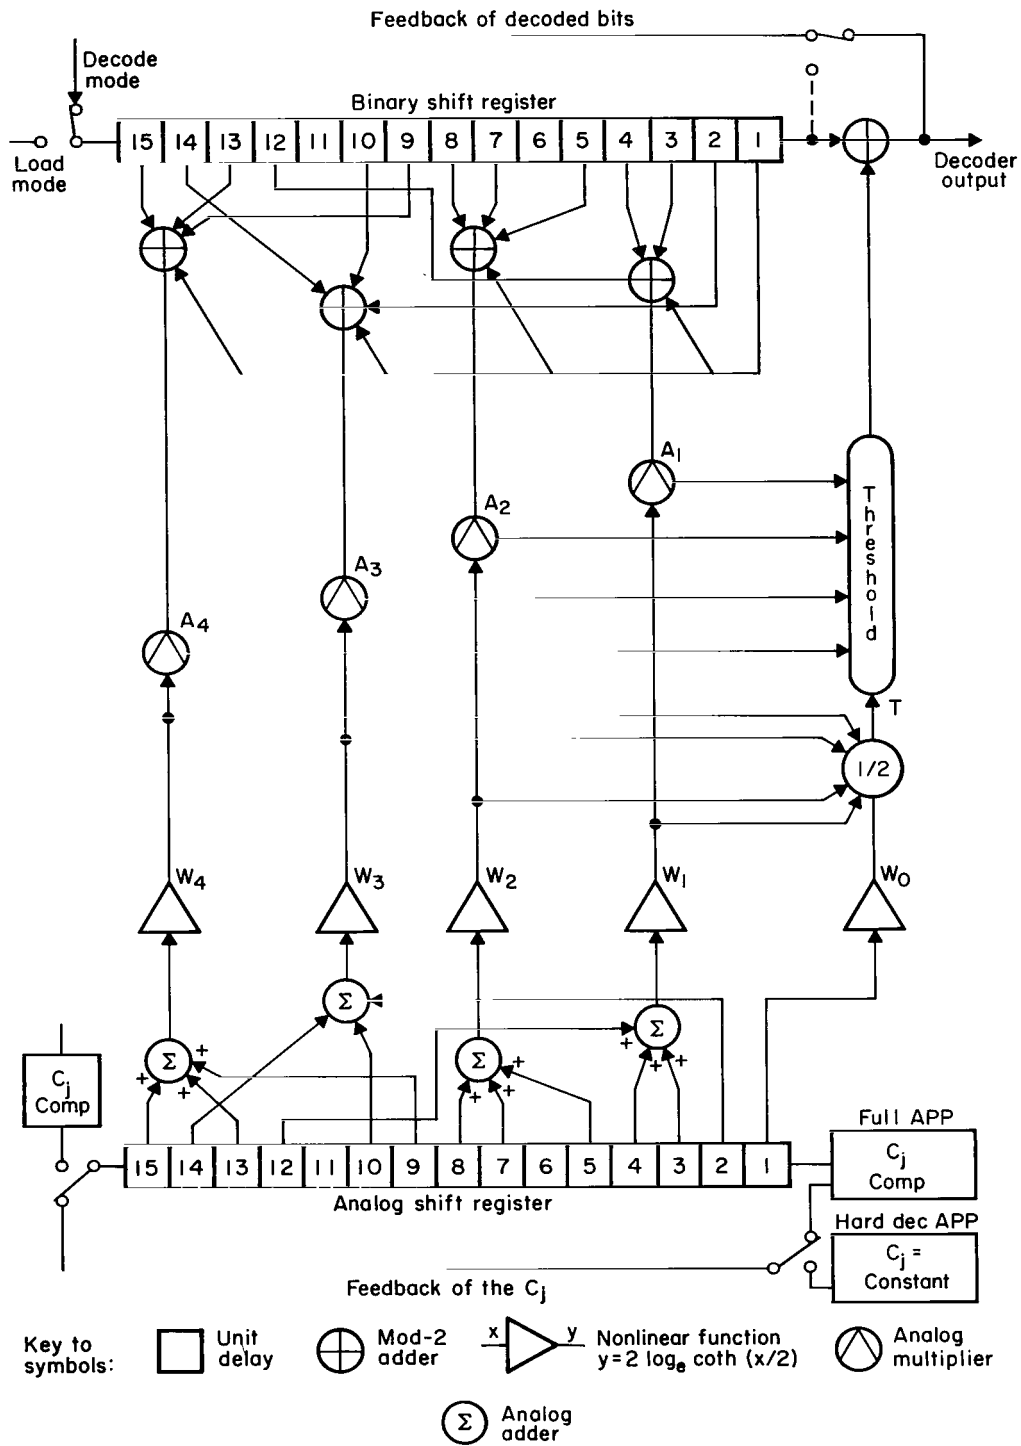 Feedback of decoded bits
Decode
mode
Binary shift register
15 14 13 12 11 10 9 8 7 6 5 4 3 2 1
Load
mode
Decoder
output
A1
A2
A3
A4
Threshold
T
1/2
W4
W3
W2
W1
W0
Σ
Σ
+
+
+
Σ
+
+
+
Σ
+
+
+
Σ
Cj
Comp
15 14 13 12 11 10 9 8 7 6 5 4 3 2 1
Analog shift register
Full APP
Cj
Comp
Hard dec APP
Cj =
Constant
Feedback of the Cj
Key to
symbols:
Unit
delay
Mod-2
adder
x
y
Nonlinear function
y=2 loge coth (x/2)
Analog
multiplier
Σ
Analog
adder